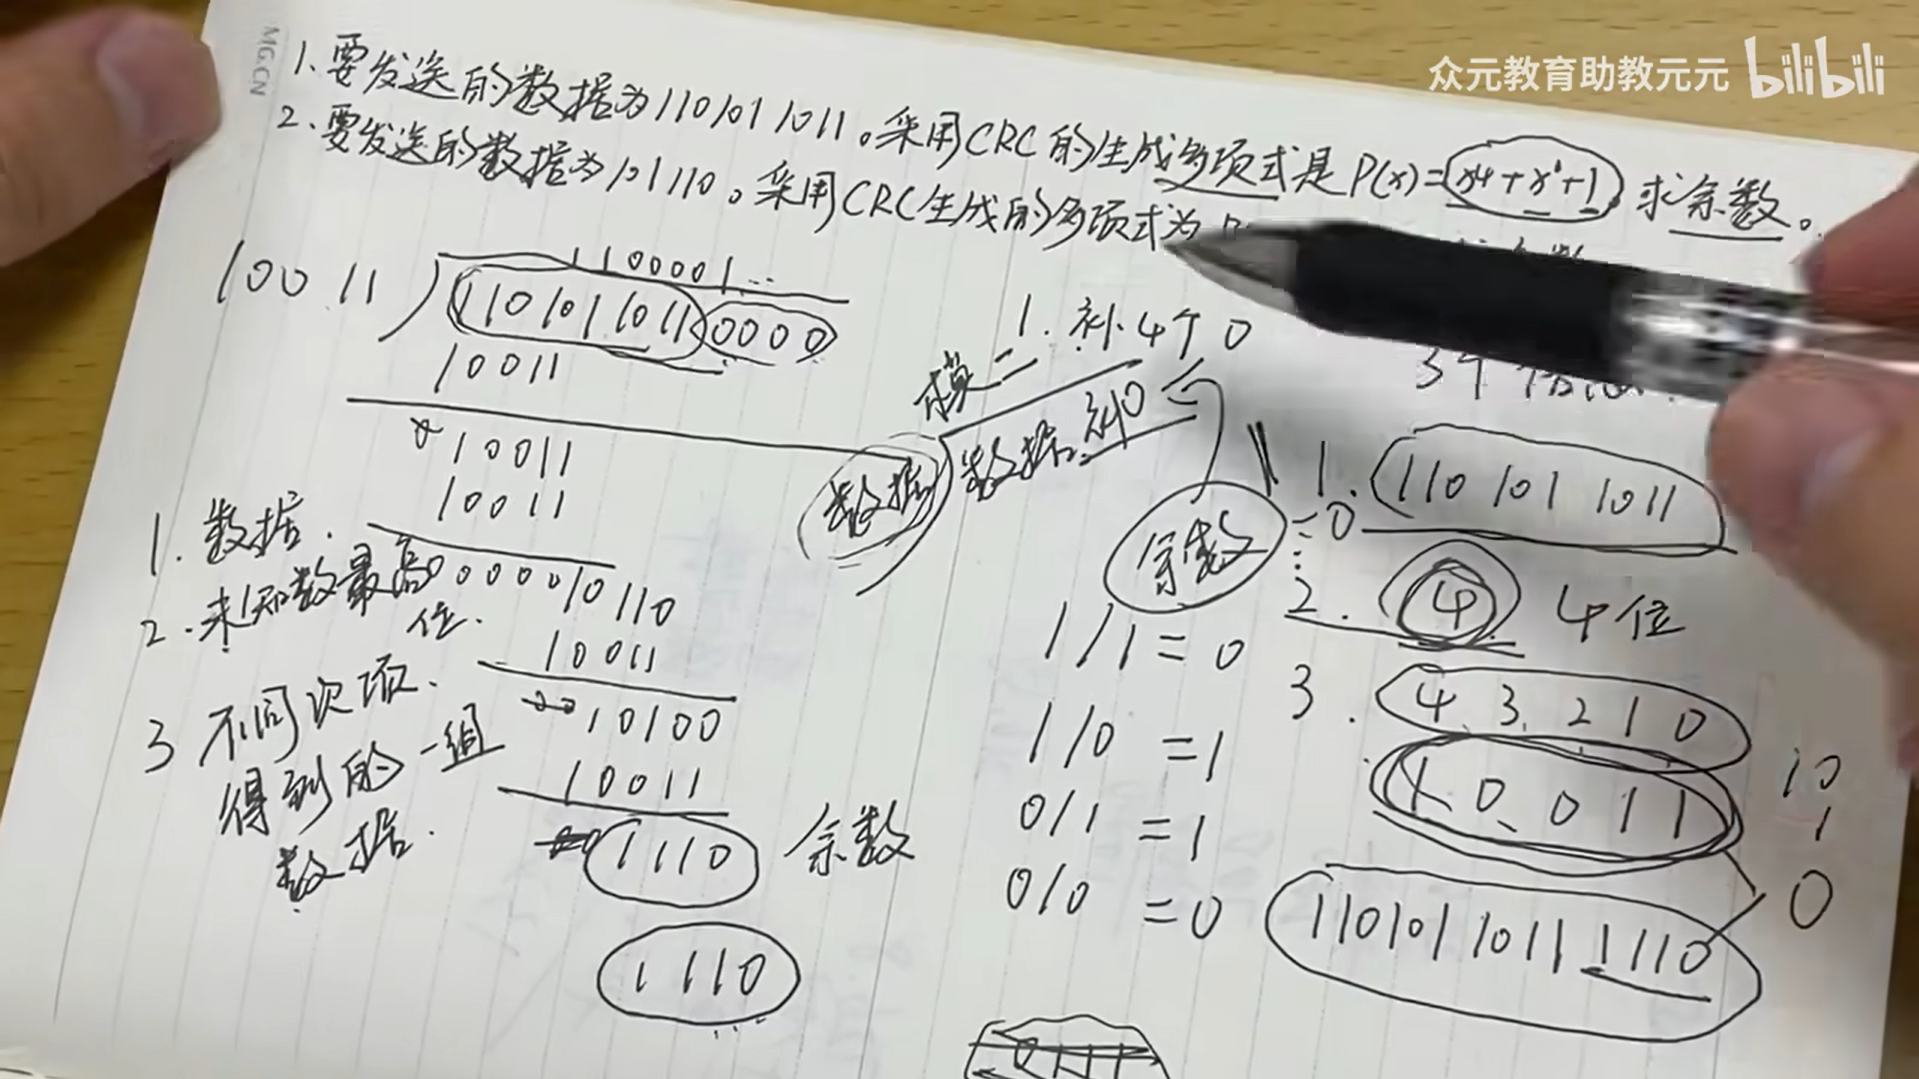 MG.CN
众元教育助教元元 bilibili
1.要发送的数据为1101011011。采用CRC的生成多项式是P(x)=x4+x¹+1 求余数。
2.要发送的数据为101110。采用CRC生成的多项式为
1100001...
10011
1101011011 0000
10011
10011
10011
00000010110
10011
10100
10011
1110 余数
1110
1.数据.
2.未知数最高位.
3 不同次项.
得到的一组
数据.
1.补4个0
模二
数据 数据补0
余数
=0
1/1=0
1/0=1
0/1=1
0/0=0
3个
1. 1101011011
2. 4 4位
3. 4 3 2 1 0
1 0 0 1 1
10
1
0
1101011011 1110